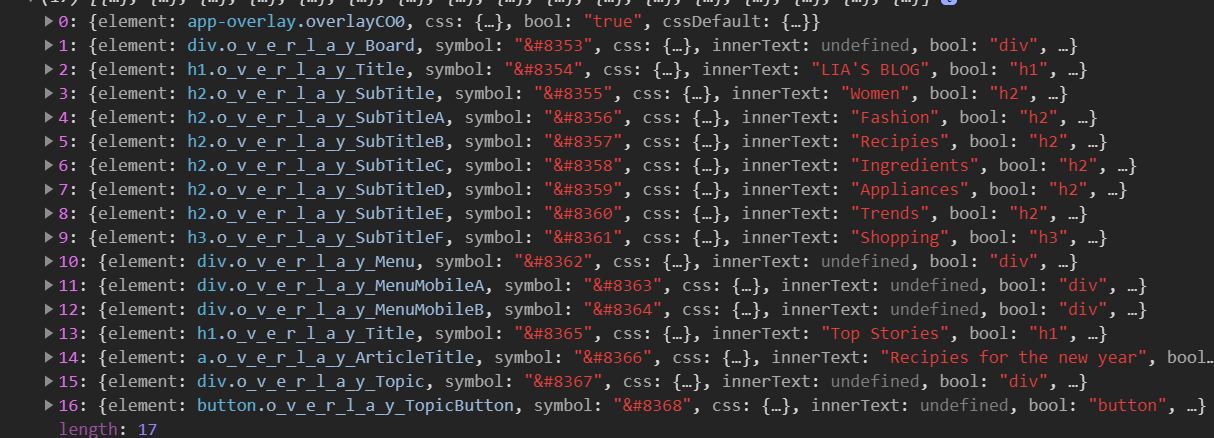 ▶ 0: {element: app-overlay.overlayCO0, css: {…}, bool: "true", cssDefault: {…}}
▶ 1: {element: div.o_v_e_r_l_a_y_Board, symbol: "&#8353", css: {…}, innerText: undefined, bool: "div", …}
▶ 2: {element: h1.o_v_e_r_l_a_y_Title, symbol: "&#8354", css: {…}, innerText: "LIA'S BLOG", bool: "h1", …}
▶ 3: {element: h2.o_v_e_r_l_a_y_SubTitle, symbol: "&#8355", css: {…}, innerText: "Women", bool: "h2", …}
▶ 4: {element: h2.o_v_e_r_l_a_y_SubTitleA, symbol: "&#8356", css: {…}, innerText: "Fashion", bool: "h2", …}
▶ 5: {element: h2.o_v_e_r_l_a_y_SubTitleB, symbol: "&#8357", css: {…}, innerText: "Recipies", bool: "h2", …}
▶ 6: {element: h2.o_v_e_r_l_a_y_SubTitleC, symbol: "&#8358", css: {…}, innerText: "Ingredients", bool: "h2", …}
▶ 7: {element: h2.o_v_e_r_l_a_y_SubTitleD, symbol: "&#8359", css: {…}, innerText: "Appliances", bool: "h2", …}
▶ 8: {element: h2.o_v_e_r_l_a_y_SubTitleE, symbol: "&#8360", css: {…}, innerText: "Trends", bool: "h2", …}
▶ 9: {element: h3.o_v_e_r_l_a_y_SubTitleF, symbol: "&#8361", css: {…}, innerText: "Shopping", bool: "h3", …}
▶ 10: {element: div.o_v_e_r_l_a_y_Menu, symbol: "&#8362", css: {…}, innerText: undefined, bool: "div", …}
▶ 11: {element: div.o_v_e_r_l_a_y_MenuMobileA, symbol: "&#8363", css: {…}, innerText: undefined, bool: "div", …}
▶ 12: {element: div.o_v_e_r_l_a_y_MenuMobileB, symbol: "&#8364", css: {…}, innerText: undefined, bool: "div", …}
▶ 13: {element: h1.o_v_e_r_l_a_y_Title, symbol: "&#8365", css: {…}, innerText: "Top Stories", bool: "h1", …}
▶ 14: {element: a.o_v_e_r_l_a_y_ArticleTitle, symbol: "&#8366", css: {…}, innerText: "Recipies for the new year", bool…
▶ 15: {element: div.o_v_e_r_l_a_y_Topic, symbol: "&#8367", css: {…}, innerText: undefined, bool: "div", …}
▶ 16: {element: button.o_v_e_r_l_a_y_TopicButton, symbol: "&#8368", css: {…}, innerText: undefined, bool: "button", …}
length: 17